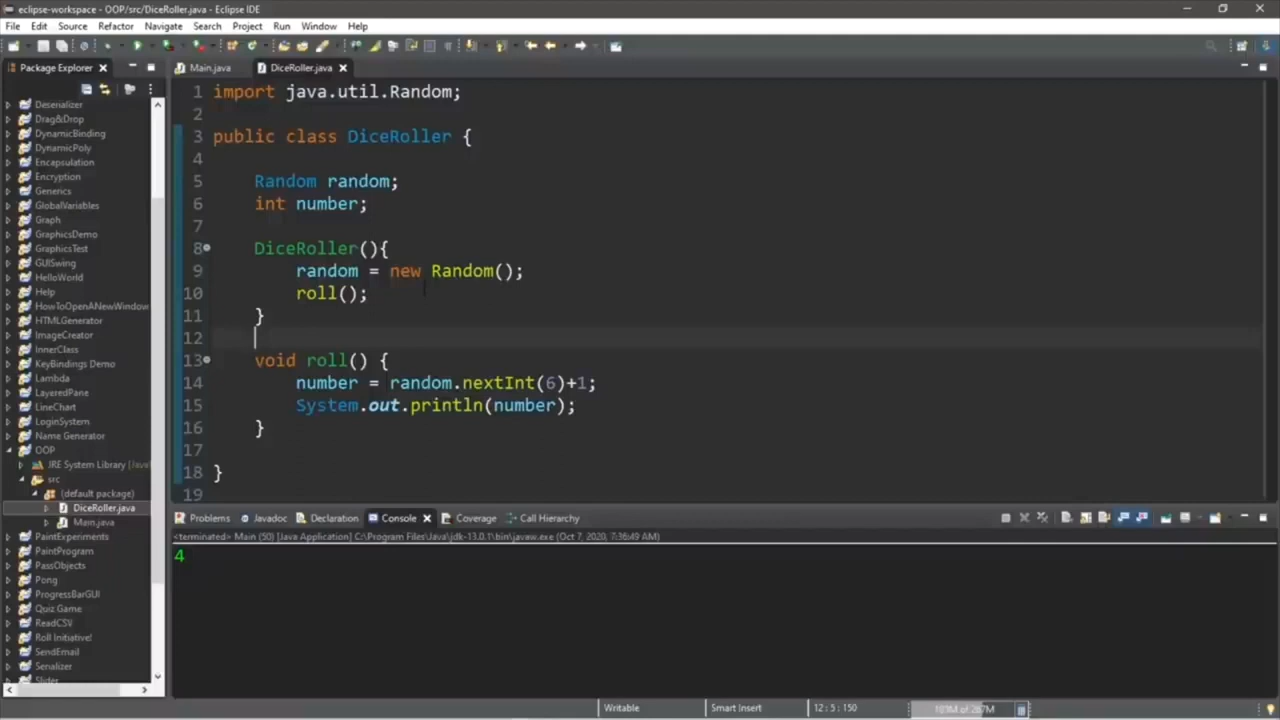 eclipse-workspace - OOP/src/DiceRoller.java - Eclipse IDE
File Edit Source Refactor Navigate Search Project Run Window Help
Package Explorer
Main.java
DiceRoller.java
Deserializer
Drag&Drop
DynamicBinding
DynamicPoly
Encapsulation
Encryption
Generics
GlobalVariables
Graph
GraphicsDemo
GraphicsTest
GUISwing
HelloWorld
Help
HowToOpenANewWindow
HTMLGenerator
ImageCreator
InnerClass
KeyBindings Demo
Lambda
LayeredPane
LineChart
LoginSystem
Name Generator
OOP
JRE System Library [Java
src
(default package)
DiceRoller.java
Main.java
PaintExperiments
PaintProgram
PassObjects
Pong
ProgressBarGUI
Quiz Game
ReadCSV
Roll Initiative!
SendEmail
Serializer
Slider
1 import java.util.Random;
2
3 public class DiceRoller {
4
5 Random random;
6 int number;
7
8 DiceRoller(){
9 random = new Random();
10 roll();
11 }
12
13 void roll() {
14 number = random.nextInt(6)+1;
15 System.out.println(number);
16 }
17
18 }
19
Problems Javadoc Declaration Console Coverage Call Hierarchy
<terminated> Main (50) [Java Application] C:\Program Files\Java\jdk-13.0.1\bin\javaw.exe (Oct 7, 2020, 7:36:49 AM)
4
Writable Smart Insert 12 : 5 : 150